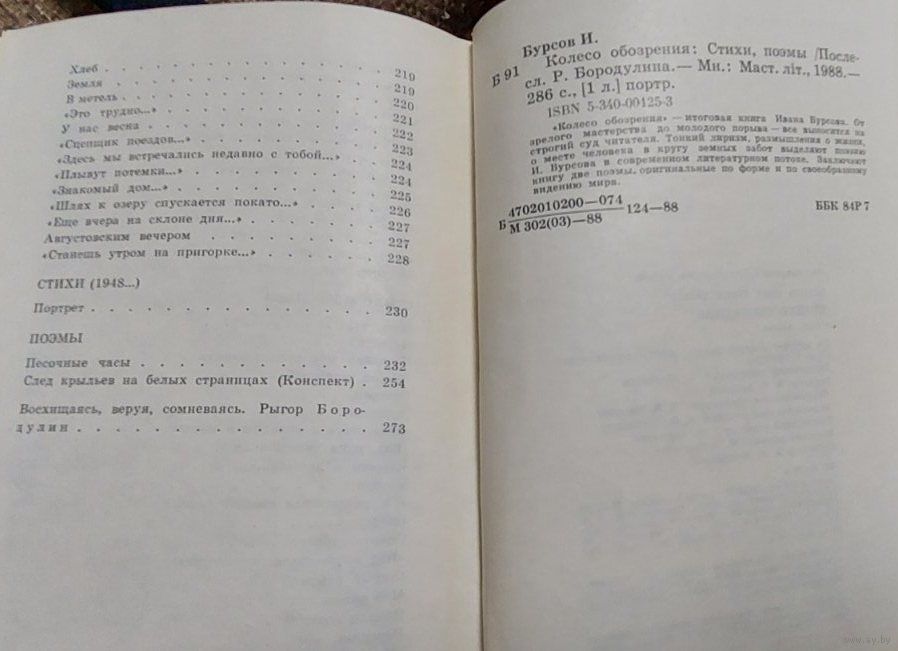 Хлеб . . . . . . . . . . . . . . . 219
Земля . . . . . . . . . . . . . . . 219
В метель . . . . . . . . . . . . . . 220
«Это трудно...» . . . . . . . . . . . . 221
У нас весна . . . . . . . . . . . . . 222
«Сцепщик поездов...» . . . . . . . . . . 223
«Здесь мы встречались недавно с тобой...» . . . 224
«Плывут потемки...» . . . . . . . . . . 224
«Знакомый дом...» . . . . . . . . . . . 225
«Шлях к озеру спускается покато...» . . . . . 226
«Еще вчера на склоне дня...» . . . . . . . 227
Августовским вечером . . . . . . . . . . 227
«Станешь утром на пригорке...» . . . . . . 228
СТИХИ (1948...)
Портрет . . . . . . . . . . . . . . 230
ПОЭМЫ
Песочные часы . . . . . . . . . . . . 232
След крыльев на белых страницах (Конспект) . 254
Восхищаясь, веруя, сомневаясь. Рыгор Боро-
дулин . . . . . . . . . . . . . . . 273
Бурсов И.
Б 91 Колесо обозрения: Стихи, поэмы /После-
сл. Р. Бородулина.— Мн.: Маст. літ., 1988.—
286 с., [1 л.] портр.
ISBN 5-340-00125-3
«Колесо обозрения» — итоговая книга Ивана Бурсова. От
зрелого мастерства до молодого порыва — все выносится на
строгий суд читателя. Тонкий лиризм, размышления о жизни,
о месте человека в кругу земных забот выделяют поэзию
И. Бурсова в современном литературном потоке. Заключают
книгу две поэмы, оригинальные по форме и по своеобразному
видению мира.
Б 4702010200—074 124—88 ББК 84Р7
М 302(03)—88
www.ay.by